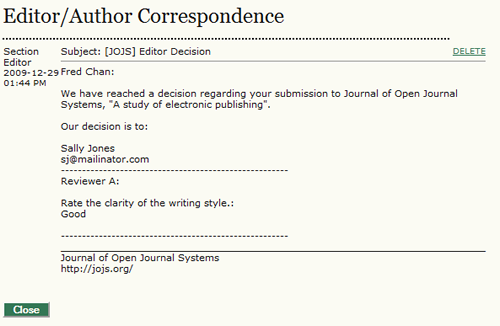 Editor/Author Correspondence
Section
Editor
2009-12-29
01:44 PM
Subject: [JOJS] Editor Decision
DELETE
Fred Chan:
We have reached a decision regarding your submission to Journal of Open Journal
Systems, "A study of electronic publishing".
Our decision is to:
Sally Jones
sj@mailinator.com
------------------------------------------------------
Reviewer A:
Rate the clarity of the writing style.:
Good
------------------------------------------------------
Journal of Open Journal Systems
http://jojs.org/
Close